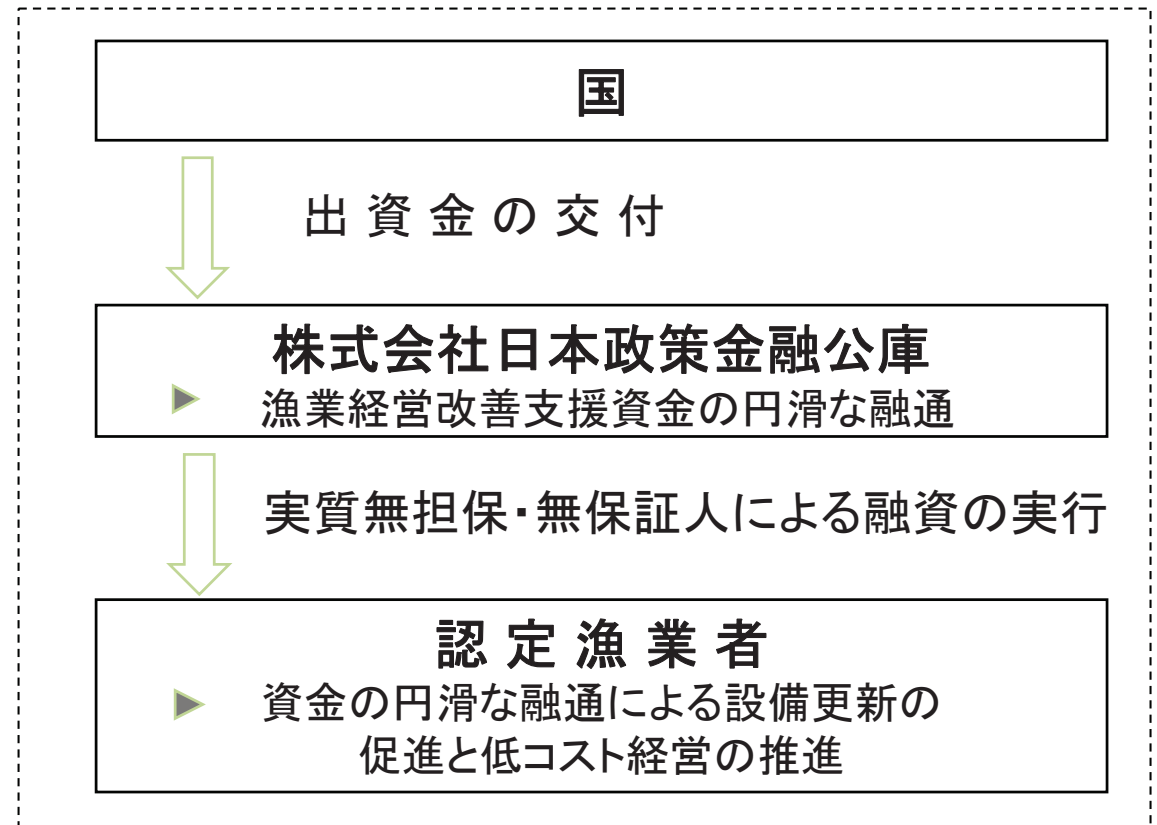 国
出資金の交付
株式会社日本政策金融公庫
漁業経営改善支援資金の円滑な融通
実質無担保・無保証人による融資の実行
認定漁業者
資金の円滑な融通による設備更新の
促進と低コスト経営の推進